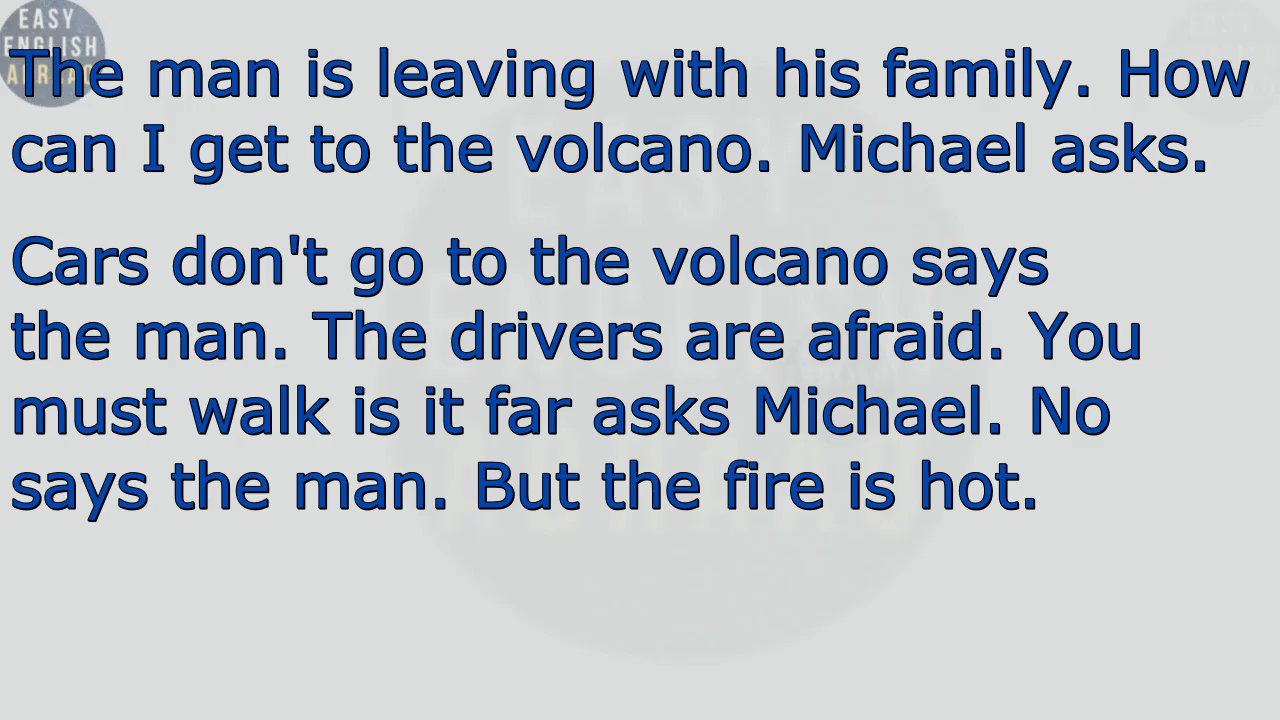 EASY
ENGLISH
ABROAD
The man is leaving with his family. How
can I get to the volcano. Michael asks.
Cars don't go to the volcano says
the man. The drivers are afraid. You
must walk is it far asks Michael. No
says the man. But the fire is hot.